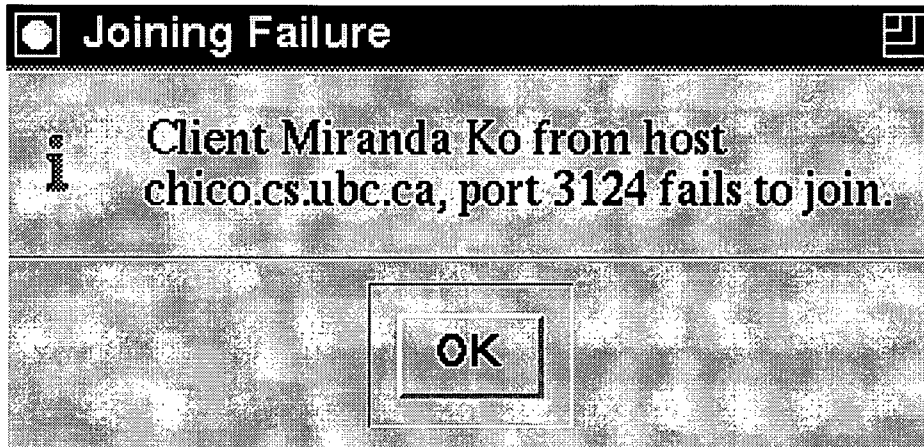 Joining Failure
i
Client Miranda Ko from host
chico.cs.ubc.ca, port 3124 fails to join.
OK